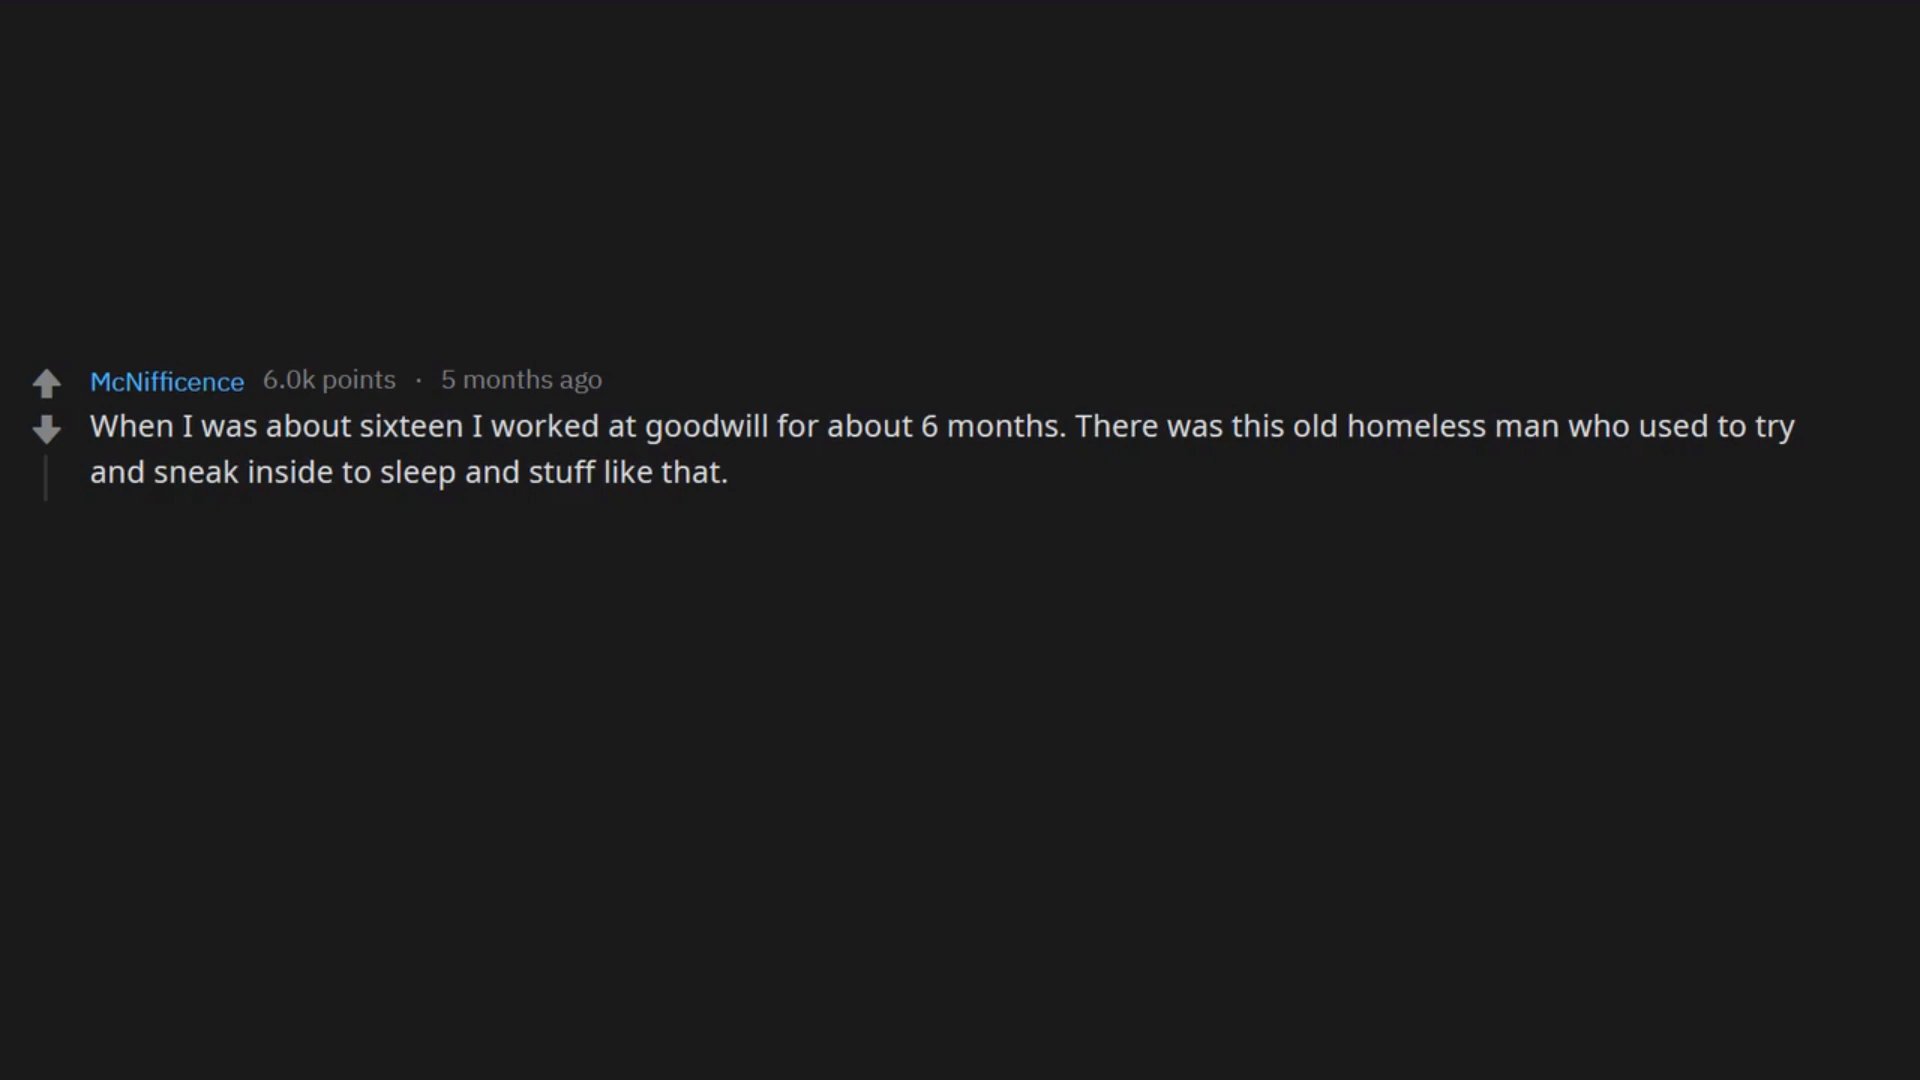 McNifficence 6.0k points · 5 months ago
When I was about sixteen I worked at goodwill for about 6 months. There was this old homeless man who used to try
and sneak inside to sleep and stuff like that.